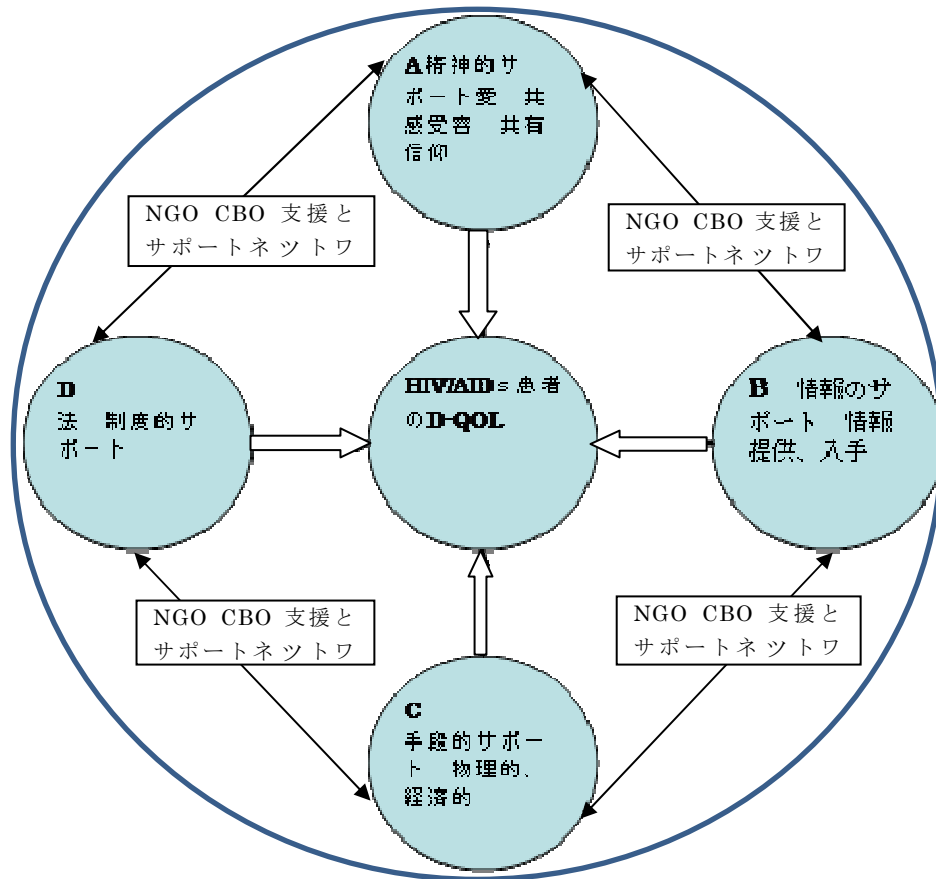 A精神的サ
ポート愛 共
感受容 共有
信仰
NGO CBO 支援と
サポートネツトワ
NGO CBO 支援と
サポートネツトワ
D
法 制度的サ
ポート
HIV/AIDs患者
のD-QOL
B 情報のサ
ポート 情報
提供、入手
NGO CBO 支援と
サポートネツトワ
NGO CBO 支援と
サポートネツトワ
C
手段的サポー
ト 物理的、
経済的